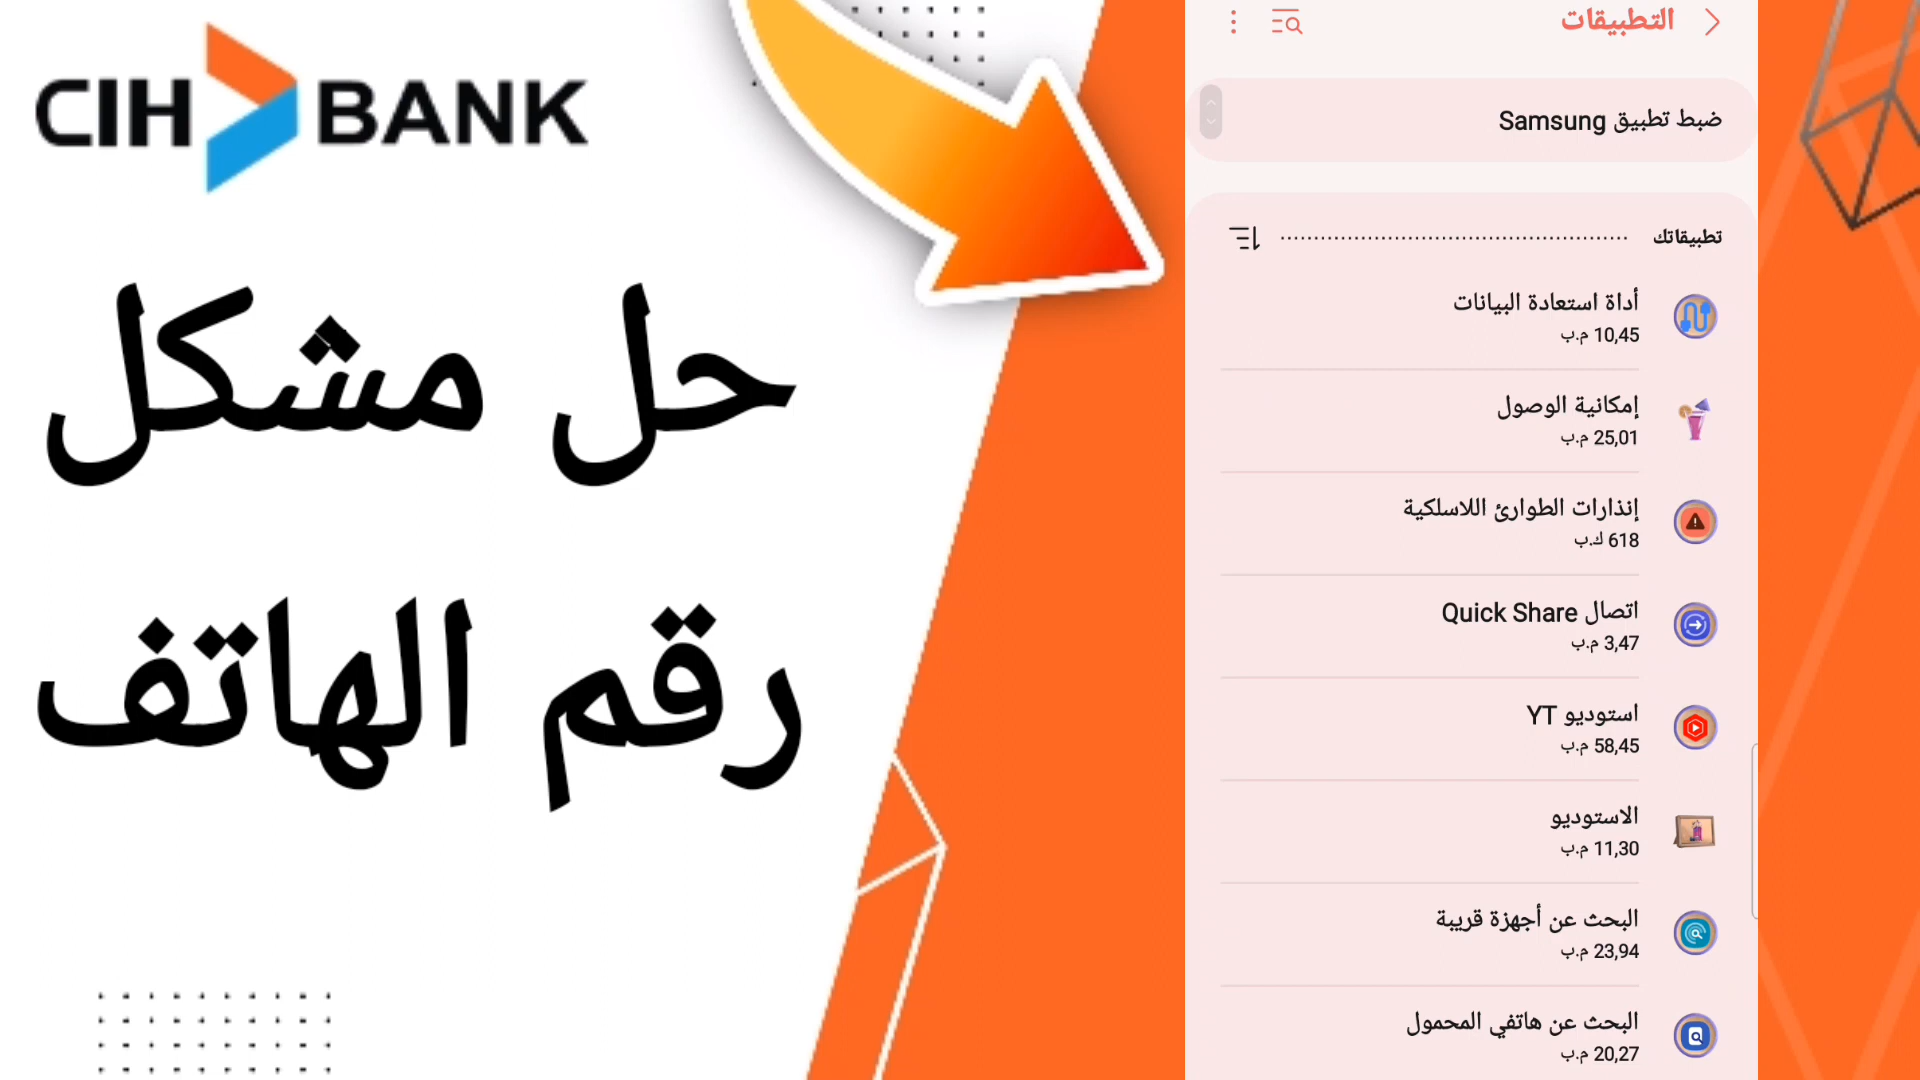 CIH BANK
حل مشكل
رقم الهاتف
التطبيقات
ضبط تطبيق Samsung
تطبيقاتك
أداة استعادة البيانات
10,45 م.ب
إمكانية الوصول
25,01 م.ب
إنذارات الطوارئ اللاسلكية
618 ك.ب
اتصال Quick Share
3,47 م.ب
استوديو YT
58,45 م.ب
الاستوديو
11,30 م.ب
البحث عن أجهزة قريبة
23,94 م.ب
البحث عن هاتفي المحمول
20,27 م.ب